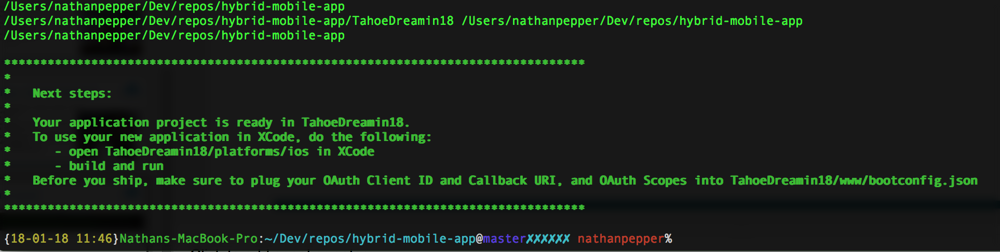 /Users/nathanpepper/Dev/repos/hybrid-mobile-app
/Users/nathanpepper/Dev/repos/hybrid-mobile-app/TahoeDreamin18 /Users/nathanpepper/Dev/repos/hybrid-mobile-app
/Users/nathanpepper/Dev/repos/hybrid-mobile-app
********************************************************************************
*
*   Next steps:
*
*   Your application project is ready in TahoeDreamin18.
*   To use your new application in XCode, do the following:
*      - open TahoeDreamin18/platforms/ios in XCode
*      - build and run
*   Before you ship, make sure to plug your OAuth Client ID and Callback URI, and OAuth Scopes into TahoeDreamin18/www/bootconfig.json
*
********************************************************************************
{18-01-18 11:46}Nathans-MacBook-Pro:~/Dev/repos/hybrid-mobile-app@master✗✗✗✗✗✗ nathanpepper%